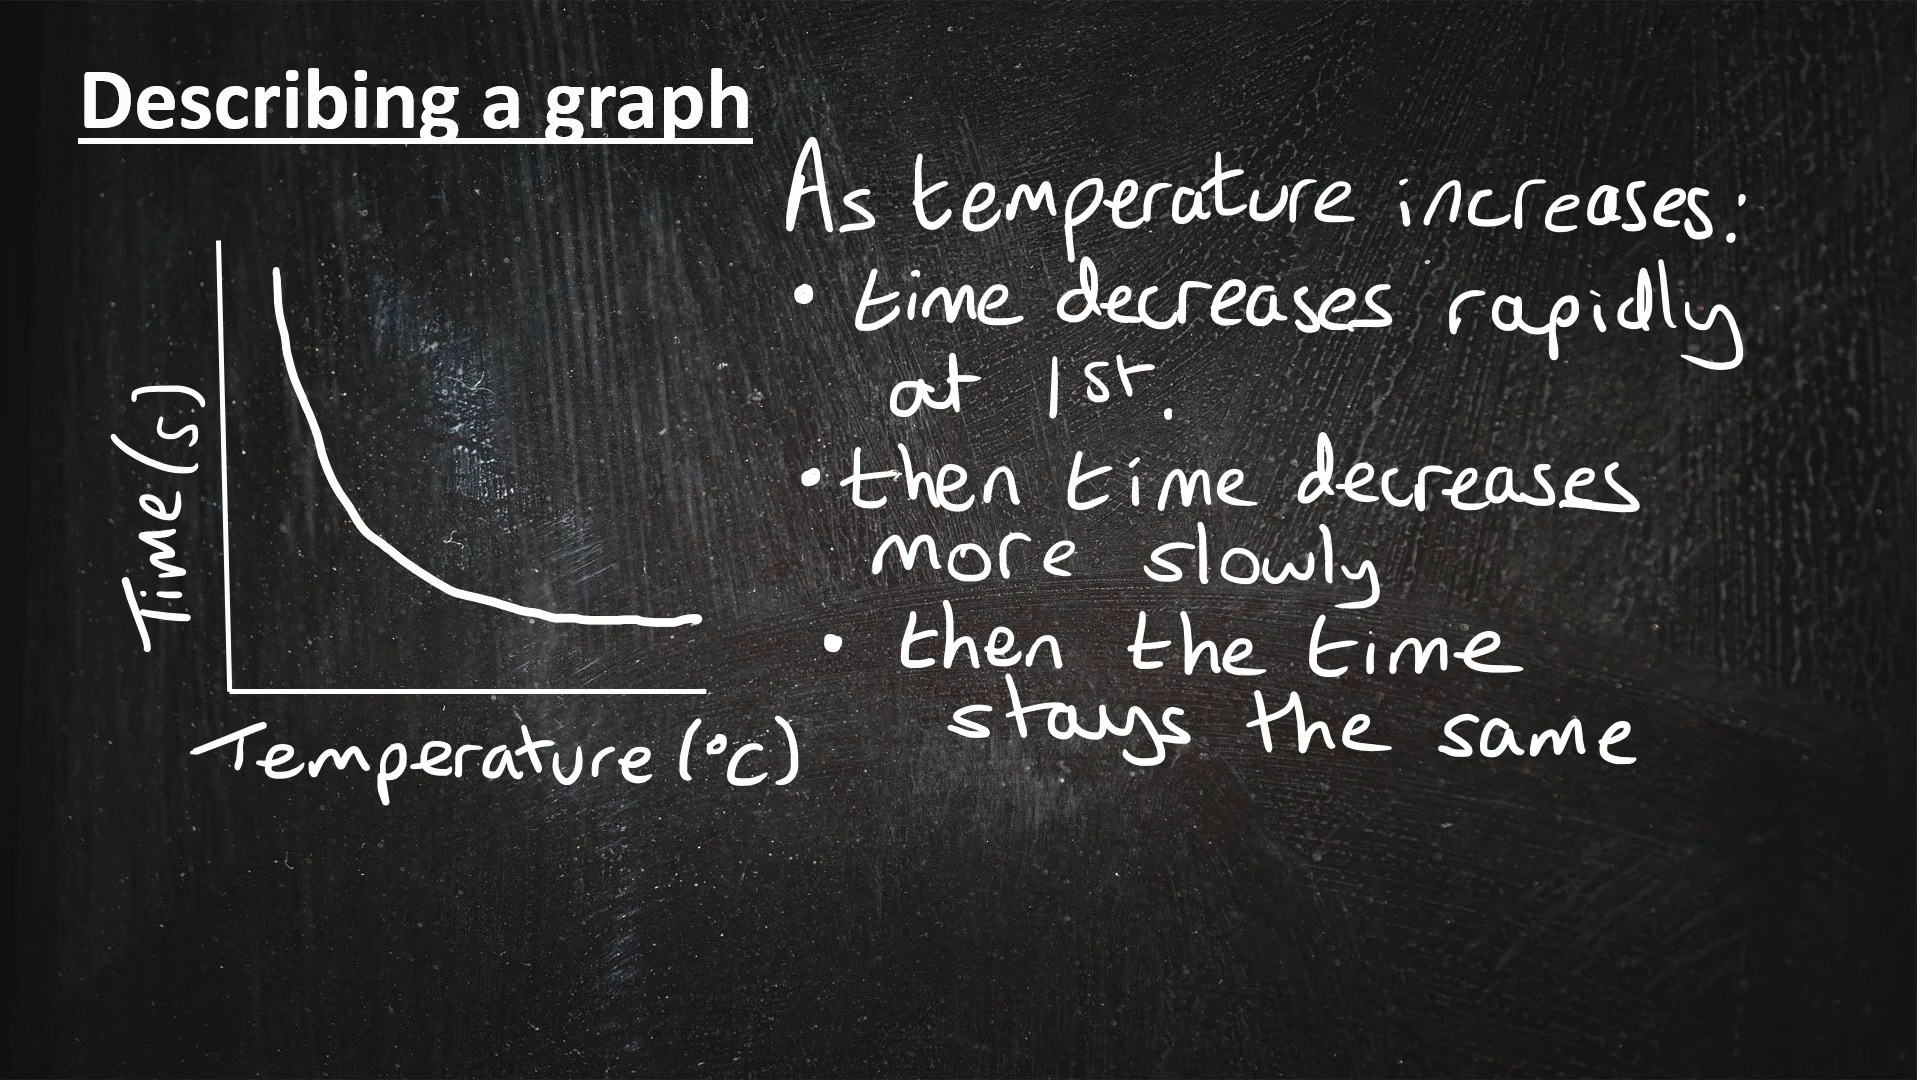 Describing a graph
As temperature increases:
• time decreases rapidly
at 1st.
• then time decreases
more slowly
• then the time
stays the same
Time (s)
Temperature (°C)